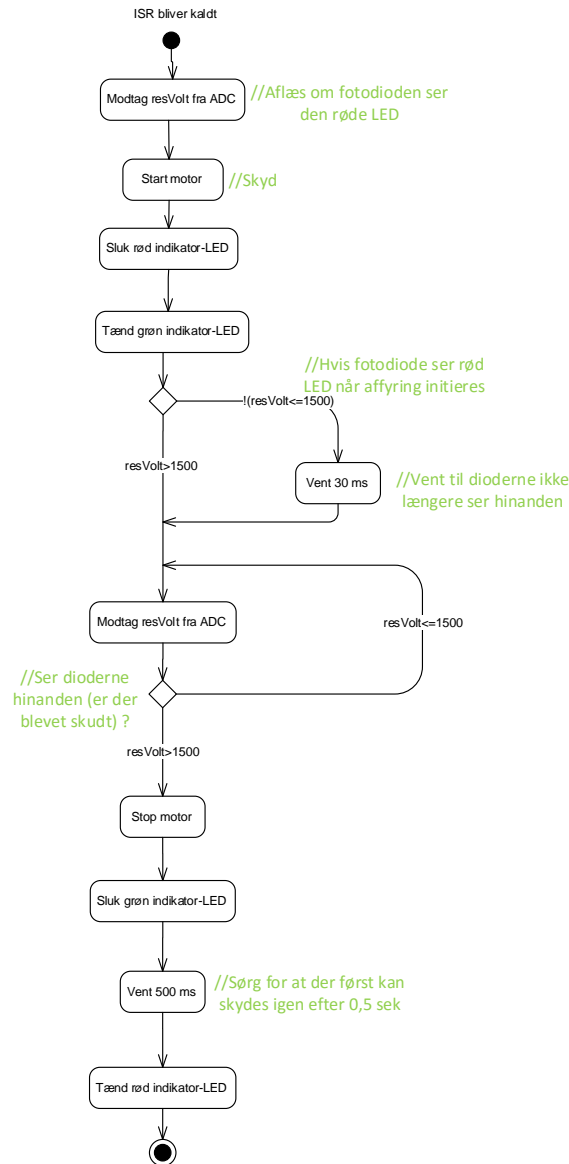 ISR bliver kaldt
Modtag resVolt fra ADC
//Aflæs om fotodioden ser
den røde LED
Start motor
//Skyd
Sluk rød indikator-LED
Tænd grøn indikator-LED
//Hvis fotodiode ser rød
LED når affyring initieres
!(resVolt<=1500)
resVolt>1500
Vent 30 ms
//Vent til dioderne ikke
længere ser hinanden
Modtag resVolt fra ADC
resVolt<=1500
//Ser dioderne
hinanden (er der
blevet skudt) ?
resVolt>1500
Stop motor
Sluk grøn indikator-LED
Vent 500 ms
//Sørg for at der først kan
skydes igen efter 0,5 sek
Tænd rød indikator-LED